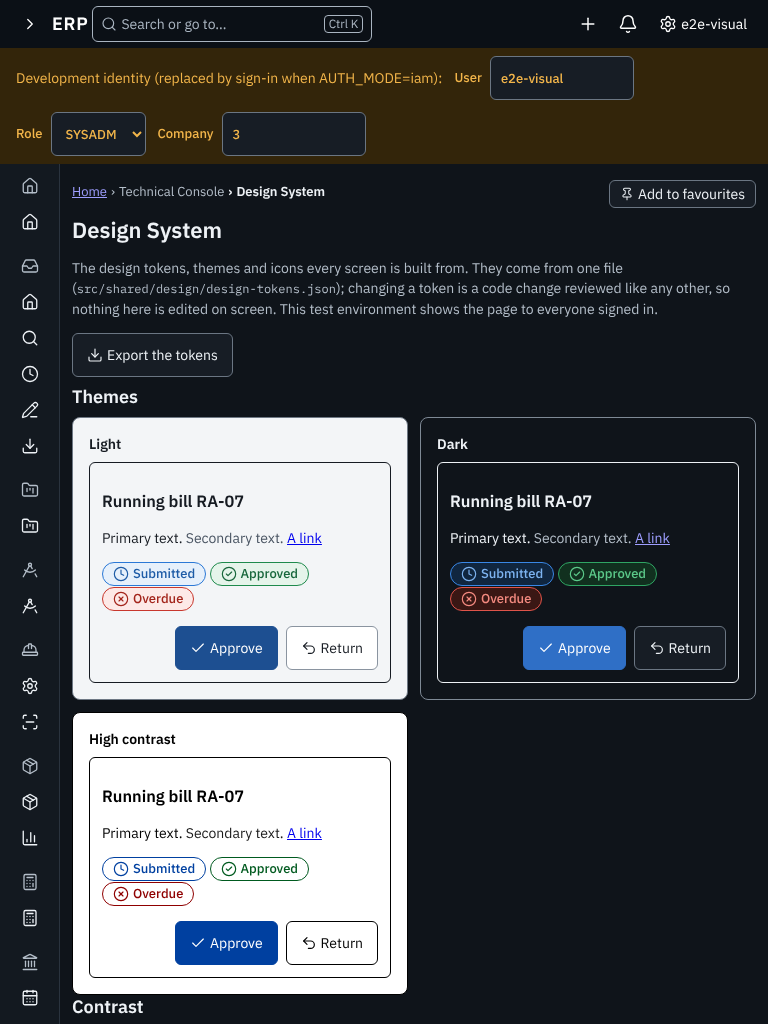 ERP
Search or go to…
Ctrl K
e2e-visual
Development identity (replaced by sign-in when AUTH_MODE=iam):
User
e2e-visual
Role
SYSADM
Company
3
Home › Technical Console › Design System
Add to favourites
Design System
The design tokens, themes and icons every screen is built from. They come from one file
(src/shared/design/design-tokens.json); changing a token is a code change reviewed like any other, so
nothing here is edited on screen. This test environment shows the page to everyone signed in.
Export the tokens
Themes
Light
Running bill RA-07
Primary text. Secondary text. A link
Submitted
Approved
Overdue
Approve
Return
Dark
Running bill RA-07
Primary text. Secondary text. A link
Submitted
Approved
Overdue
Approve
Return
High contrast
Running bill RA-07
Primary text. Secondary text. A link
Submitted
Approved
Overdue
Approve
Return
Contrast